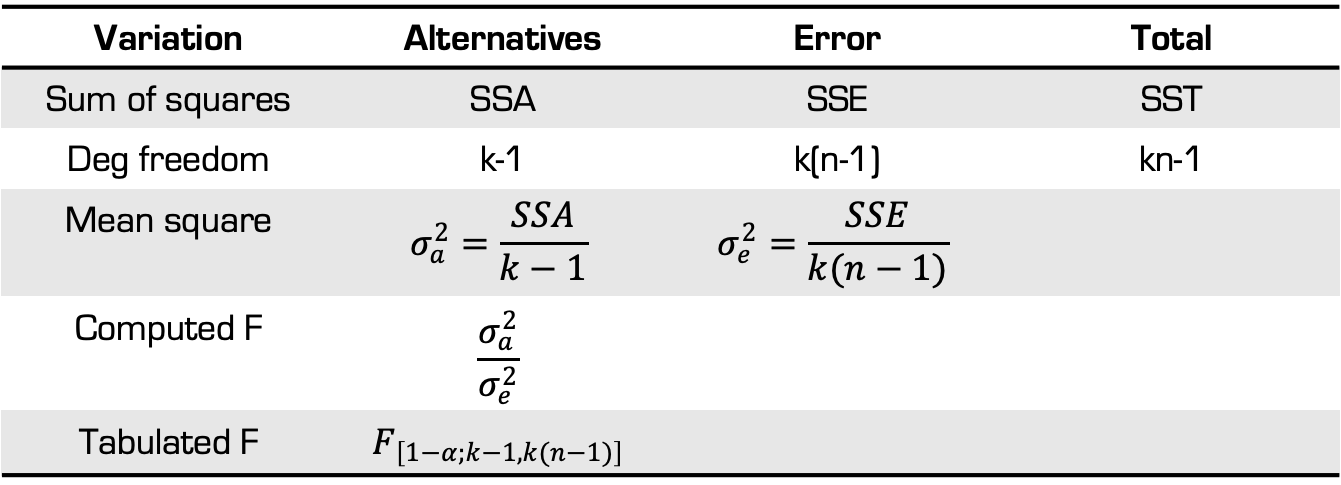 Variation Alternatives Error Total
Sum of squares SSA SSE SST
Deg freedom k-1 k(n-1) kn-1
Mean square σ_a^2 = SSA/(k − 1) σ_e^2 = SSE/(k(n − 1))
Computed F σ_a^2/σ_e^2
Tabulated F F_[1−α;k−1,k(n−1)]